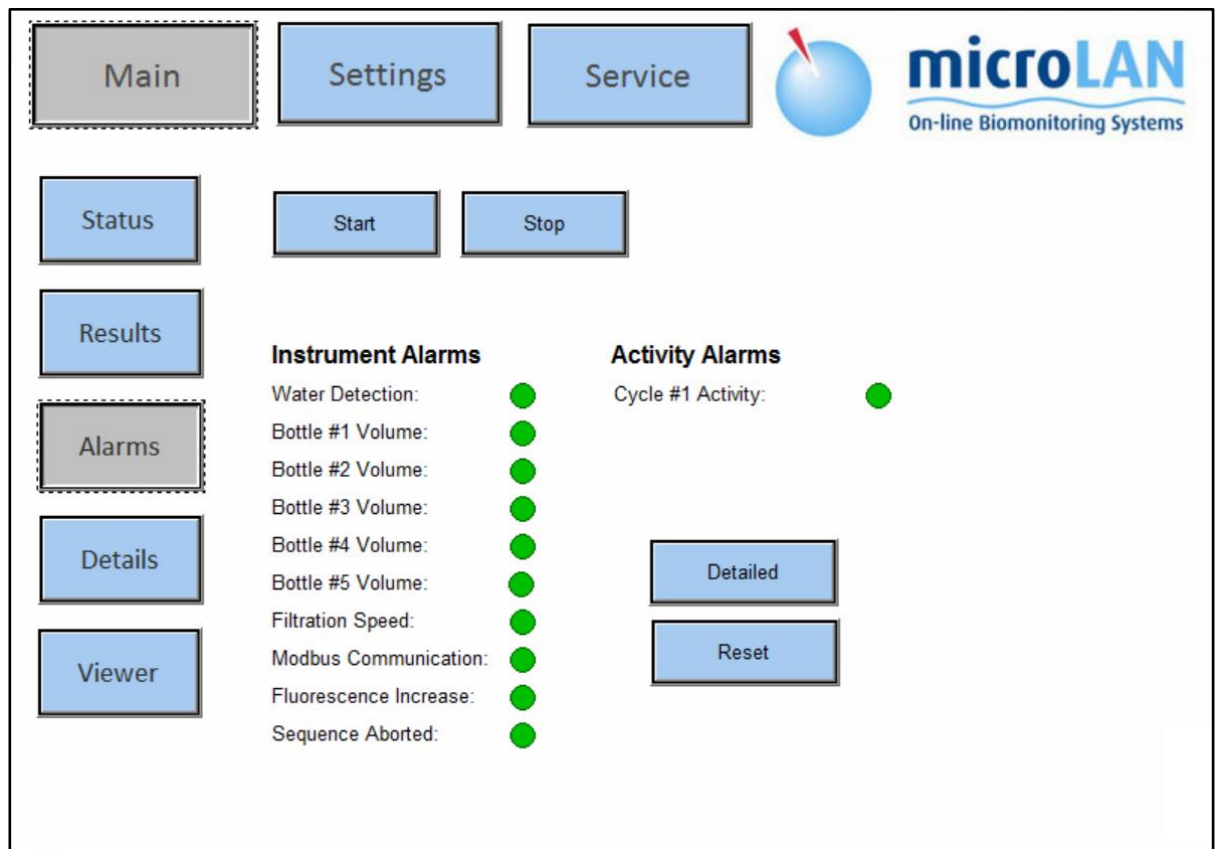 Main Settings Service
microLAN
On-line Biomonitoring Systems
Status
Start Stop
Results
Alarms
Details
Viewer
Instrument Alarms
Water Detection:
Bottle #1 Volume:
Bottle #2 Volume:
Bottle #3 Volume:
Bottle #4 Volume:
Bottle #5 Volume:
Filtration Speed:
Modbus Communication:
Fluorescence Increase:
Sequence Aborted:
Activity Alarms
Cycle #1 Activity:
Detailed
Reset